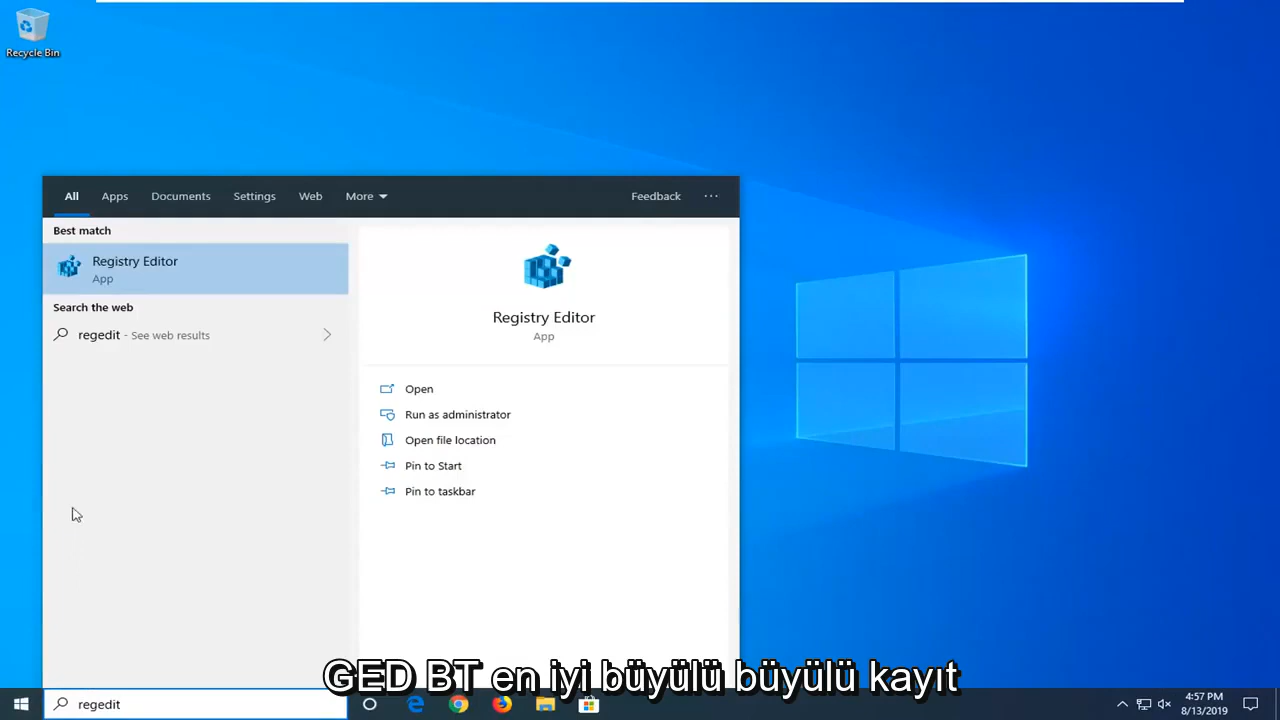 Recycle Bin
All Apps Documents Settings Web More Feedback ...
Best match
Registry Editor
App
Search the web
regedit - See web results
Registry Editor
App
Open
Run as administrator
Open file location
Pin to Start
Pin to taskbar
GED BT en iyi büyülü büyülü kayıt
regedit
4:57 PM
8/13/2019